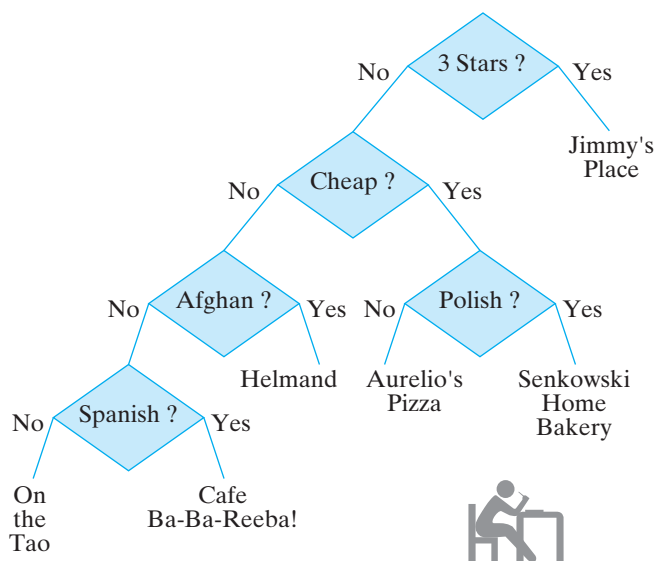 3 Stars ?
No
Yes
Jimmy's
Place
Cheap ?
No
Yes
Afghan ?
No
Yes
Polish ?
No
Yes
Helmand
Aurelio's
Pizza
Senkowski
Home
Bakery
Spanish ?
No
Yes
On
the
Tao
Cafe
Ba-Ba-Reeba!